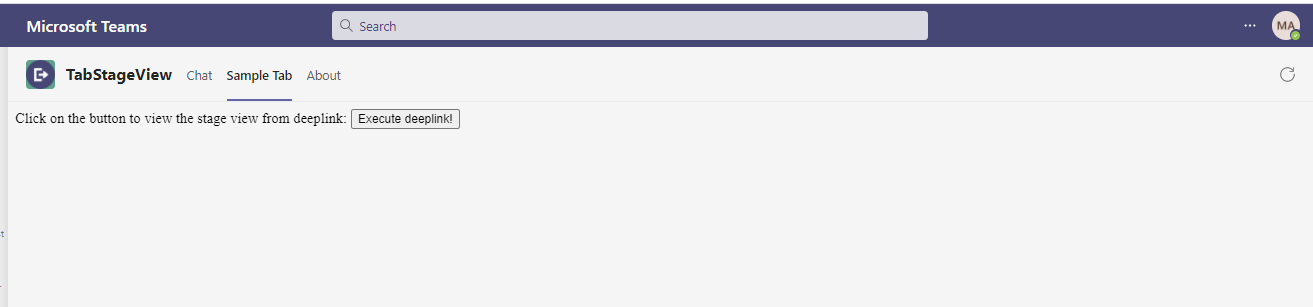 Microsoft Teams
Search
MA
TabStageView Chat Sample Tab About
Click on the button to view the stage view from deeplink: Execute deeplink!